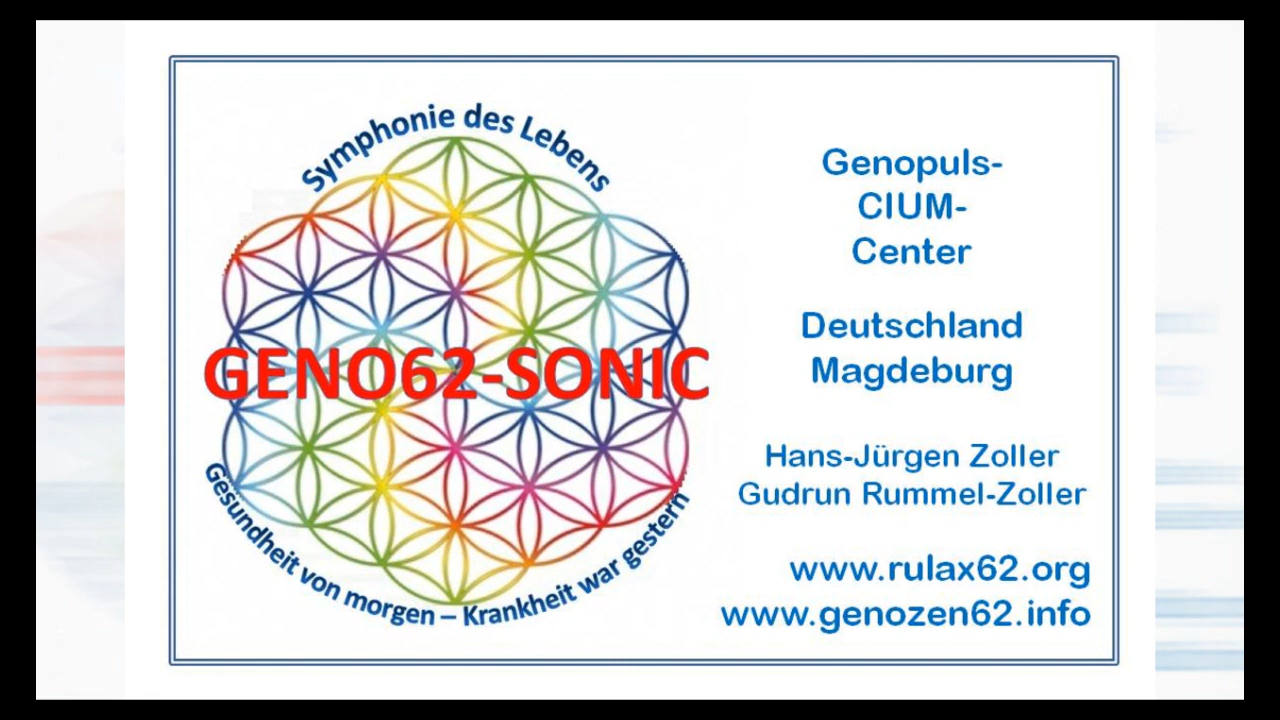 Symphonie des Lebens
GENO62-SONIC
Gesundheit von morgen – Krankheit war gestern
Genopuls-
CIUM-
Center
Deutschland
Magdeburg
Hans-Jürgen Zoller
Gudrun Rummel-Zoller
www.rulax62.org
www.genozen62.info